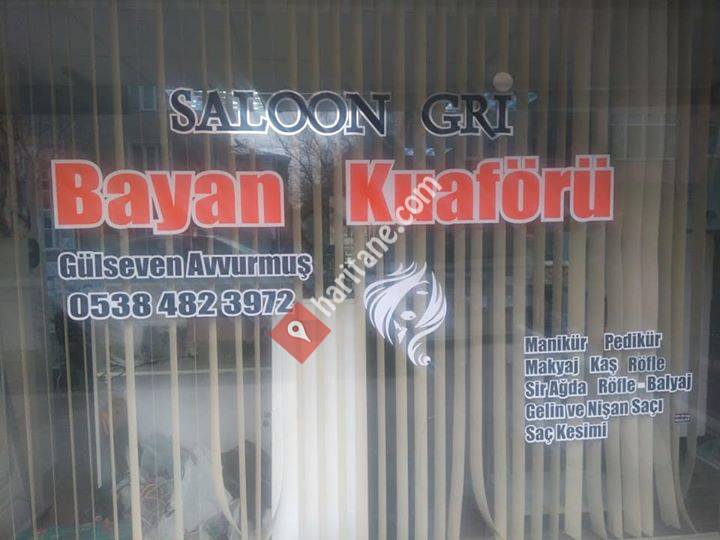 SALOON GRİ
Bayan Kuaförü
Gülseven Avvurmuş
0538 482 3972
haritane.com
Manikür Pedikür
Makyaj Kaş Röfle
Sir Ağda Röfle - Balyaj
Gelin ve Nişan Saçı
Saç Kesimi